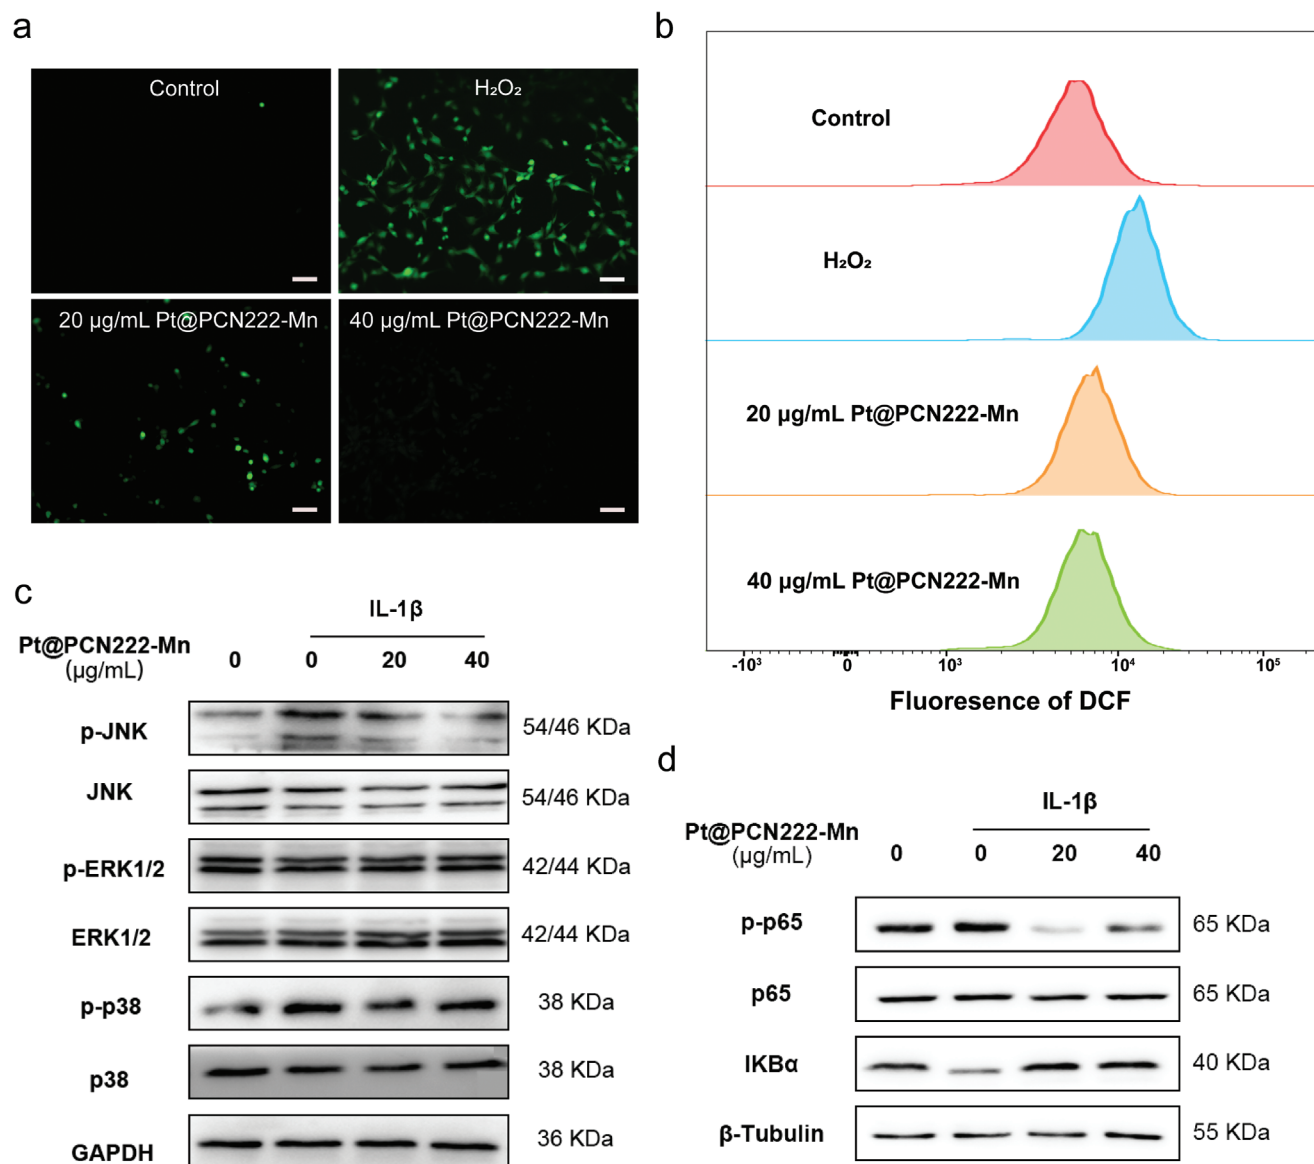 a
Control
H₂O₂
20 μg/mL Pt@PCN222-Mn
40 μg/mL Pt@PCN222-Mn
b
Control
H₂O₂
20 μg/mL Pt@PCN222-Mn
40 μg/mL Pt@PCN222-Mn
-10³ 0 10³ 10⁴ 10⁵
Fluoresence of DCF
c
IL-1β
Pt@PCN222-Mn
(μg/mL)
0 0 20 40
p-JNK 54/46 KDa
JNK 54/46 KDa
p-ERK1/2 42/44 KDa
ERK1/2 42/44 KDa
p-p38 38 KDa
p38 38 KDa
GAPDH 36 KDa
d
IL-1β
Pt@PCN222-Mn
(μg/mL)
0 0 20 40
p-p65 65 KDa
p65 65 KDa
IKBα 40 KDa
β-Tubulin 55 KDa